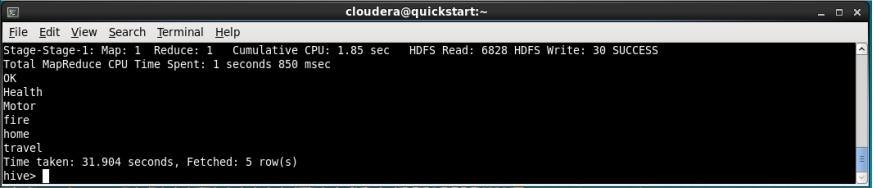 cloudera@quickstart:~
File Edit View Search Terminal Help
Stage-Stage-1: Map: 1  Reduce: 1   Cumulative CPU: 1.85 sec   HDFS Read: 6828 HDFS Write: 30 SUCCESS
Total MapReduce CPU Time Spent: 1 seconds 850 msec
OK
Health
Motor
fire
home
travel
Time taken: 31.904 seconds, Fetched: 5 row(s)
hive>